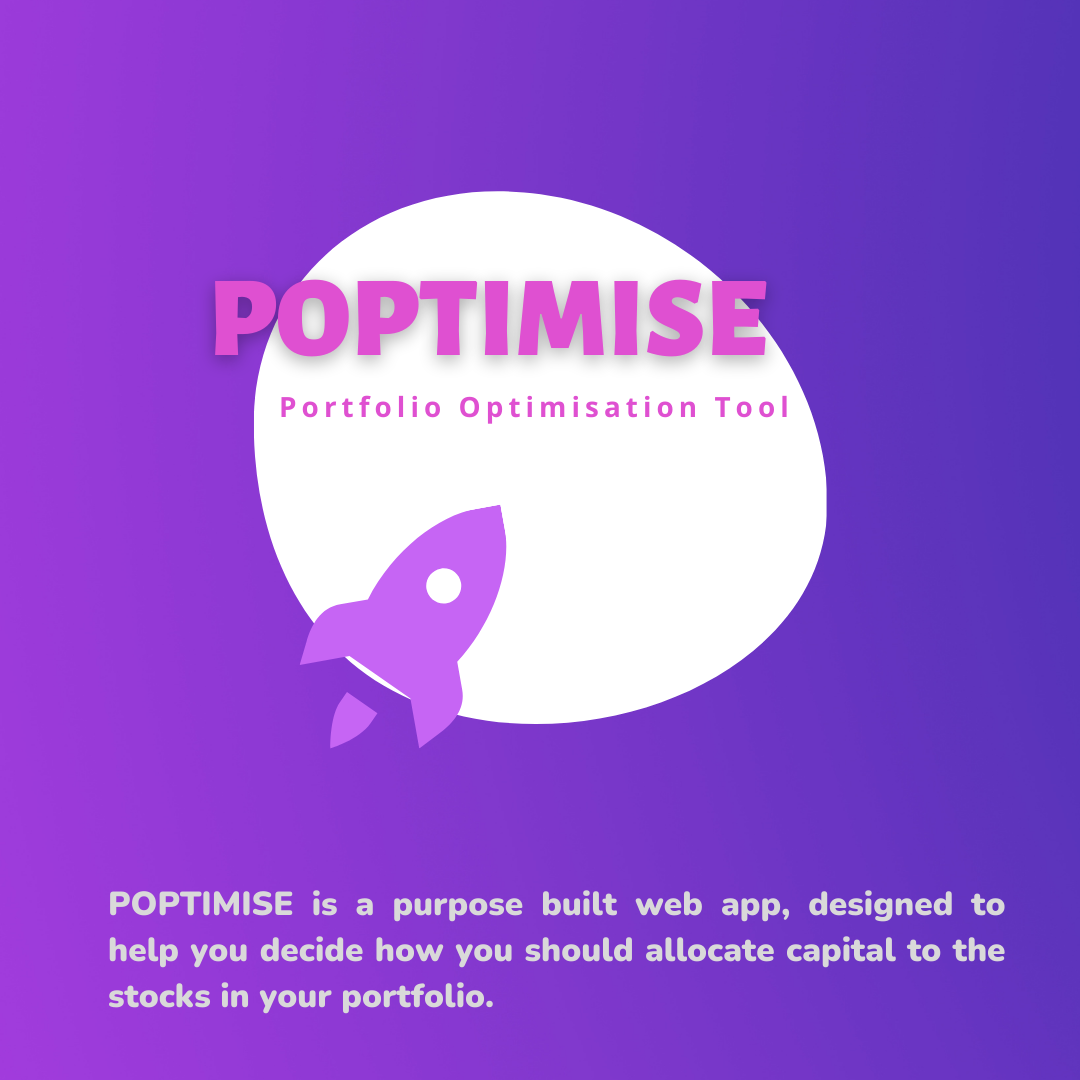 POPTIMISE
Portfolio Optimisation Tool
POPTIMISE is a purpose built web app, designed to
help you decide how you should allocate capital to the
stocks in your portfolio.